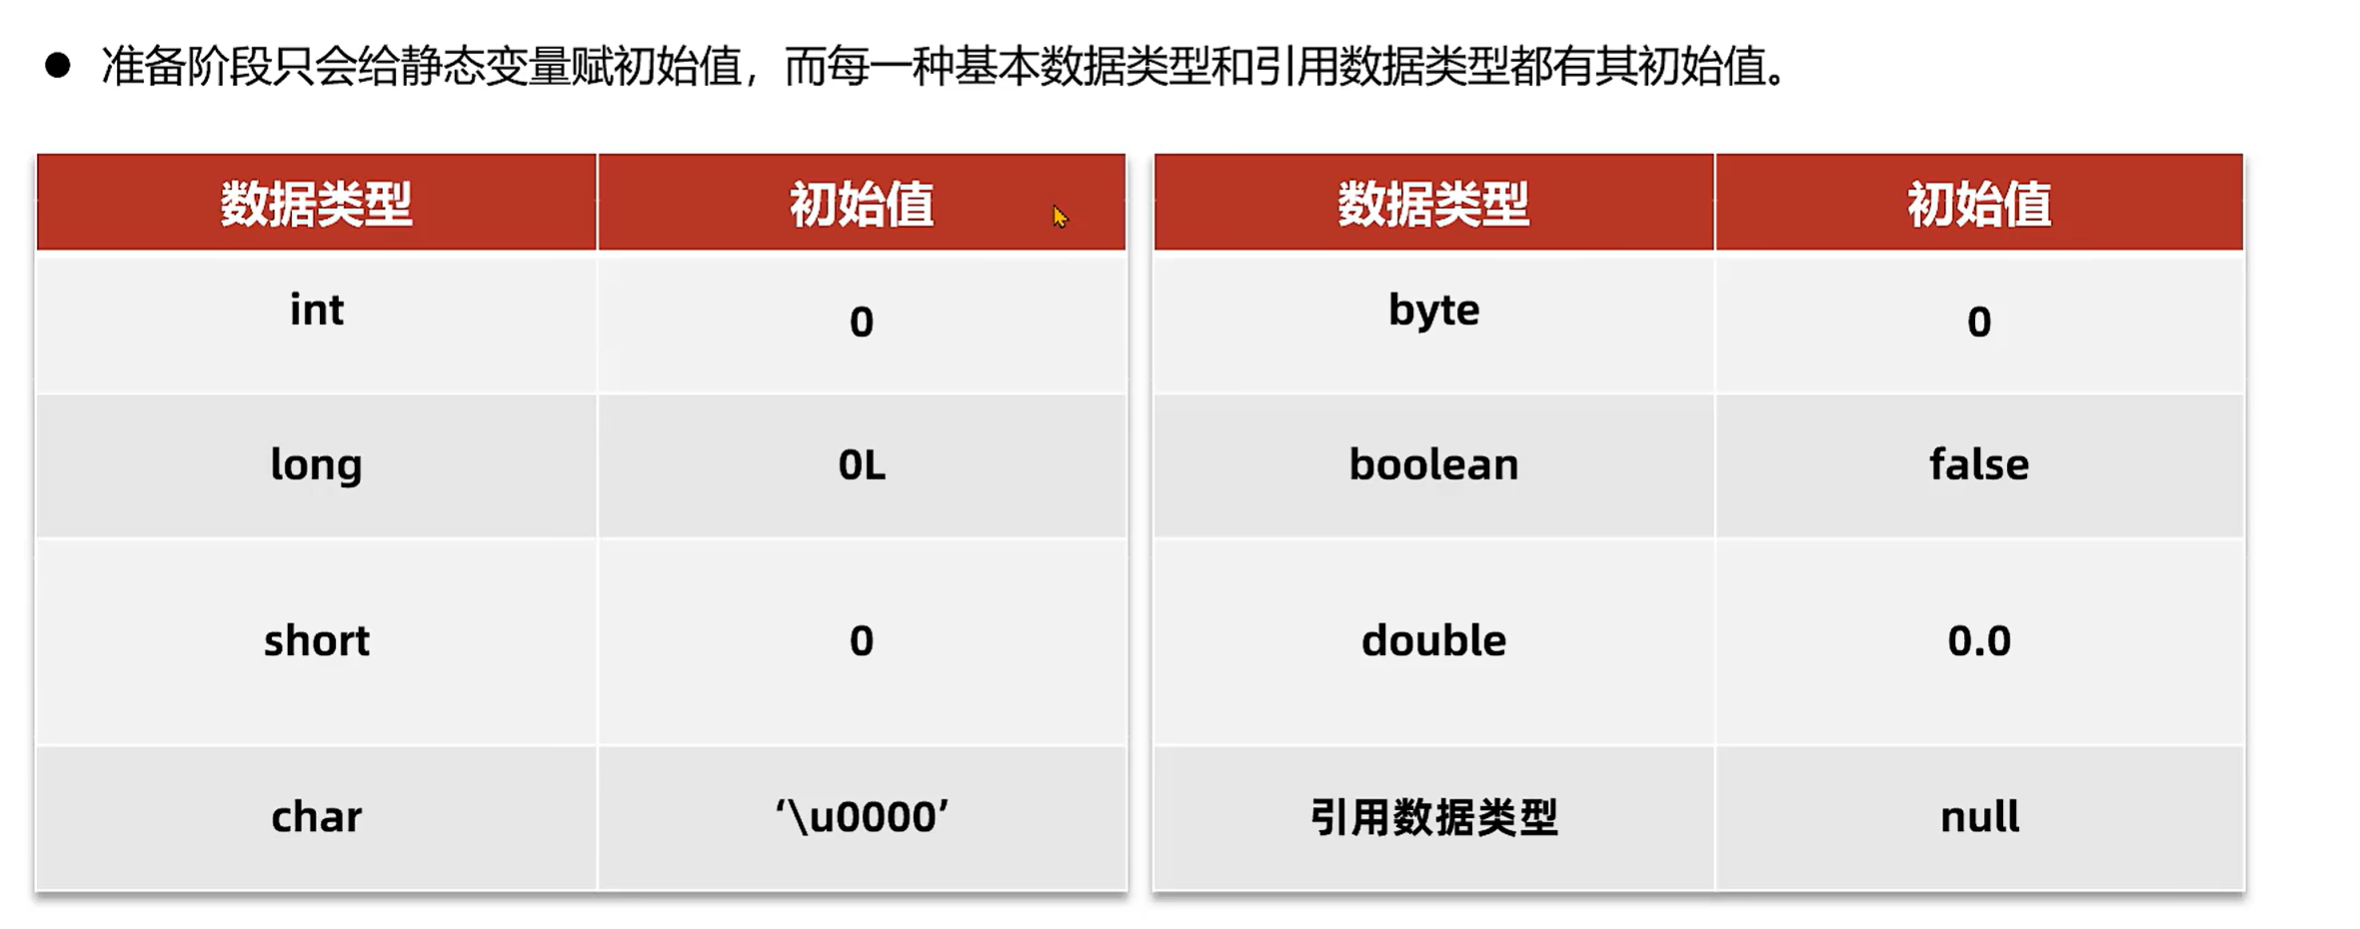 ● 准备阶段只会给静态变量赋初始值，而每一种基本数据类型和引用数据类型都有其初始值。
数据类型 初始值
int 0
long 0L
short 0
char ‘\u0000’
数据类型 初始值
byte 0
boolean false
double 0.0
引用数据类型 null